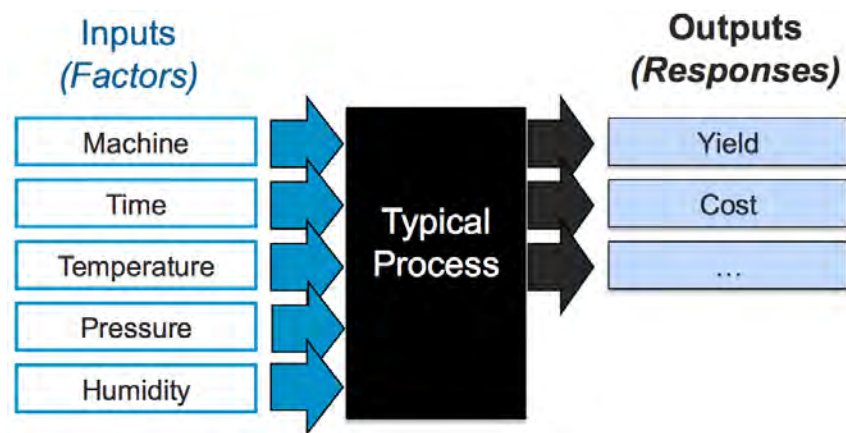 Inputs
(Factors)
Outputs
(Responses)
Machine
Time
Temperature
Pressure
Humidity
Typical
Process
Yield
Cost
...